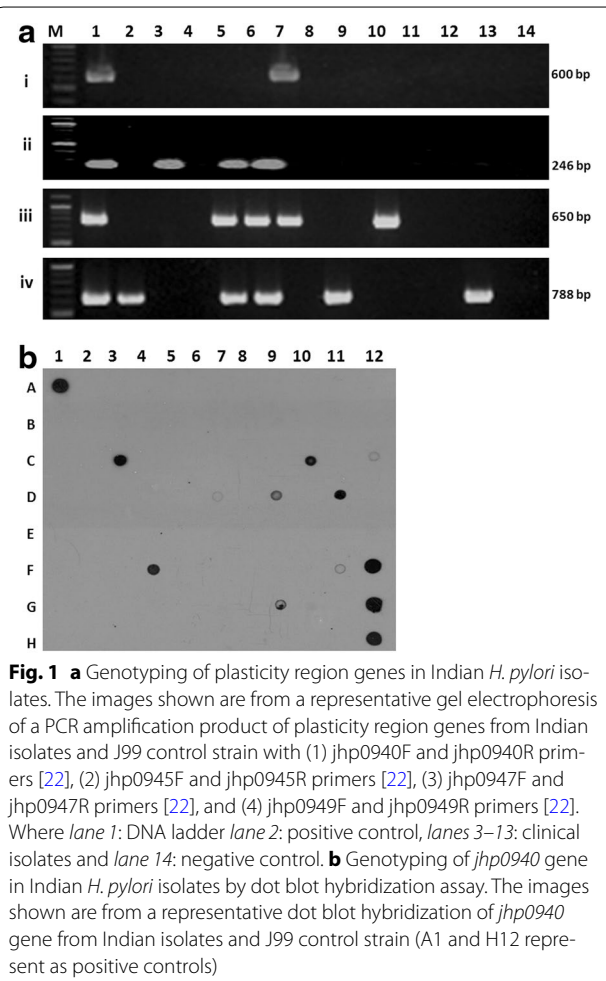 a M 1 2 3 4 5 6 7 8 9 10 11 12 13 14
i 600 bp
ii 246 bp
iii 650 bp
iv 788 bp
b 1 2 3 4 5 6 7 8 9 10 11 12
A
B
C
D
E
F
G
H
Fig. 1 a Genotyping of plasticity region genes in Indian H. pylori iso-
lates. The images shown are from a representative gel electrophoresis
of a PCR amplification product of plasticity region genes from Indian
isolates and J99 control strain with (1) jhp0940F and jhp0940R prim-
ers [22], (2) jhp0945F and jhp0945R primers [22], (3) jhp0947F and
jhp0947R primers [22], and (4) jhp0949F and jhp0949R primers [22].
Where lane 1: DNA ladder lane 2: positive control, lanes 3–13: clinical
isolates and lane 14: negative control. b Genotyping of jhp0940 gene
in Indian H. pylori isolates by dot blot hybridization assay. The images
shown are from a representative dot blot hybridization of jhp0940
gene from Indian isolates and J99 control strain (A1 and H12 repre-
sent as positive controls)